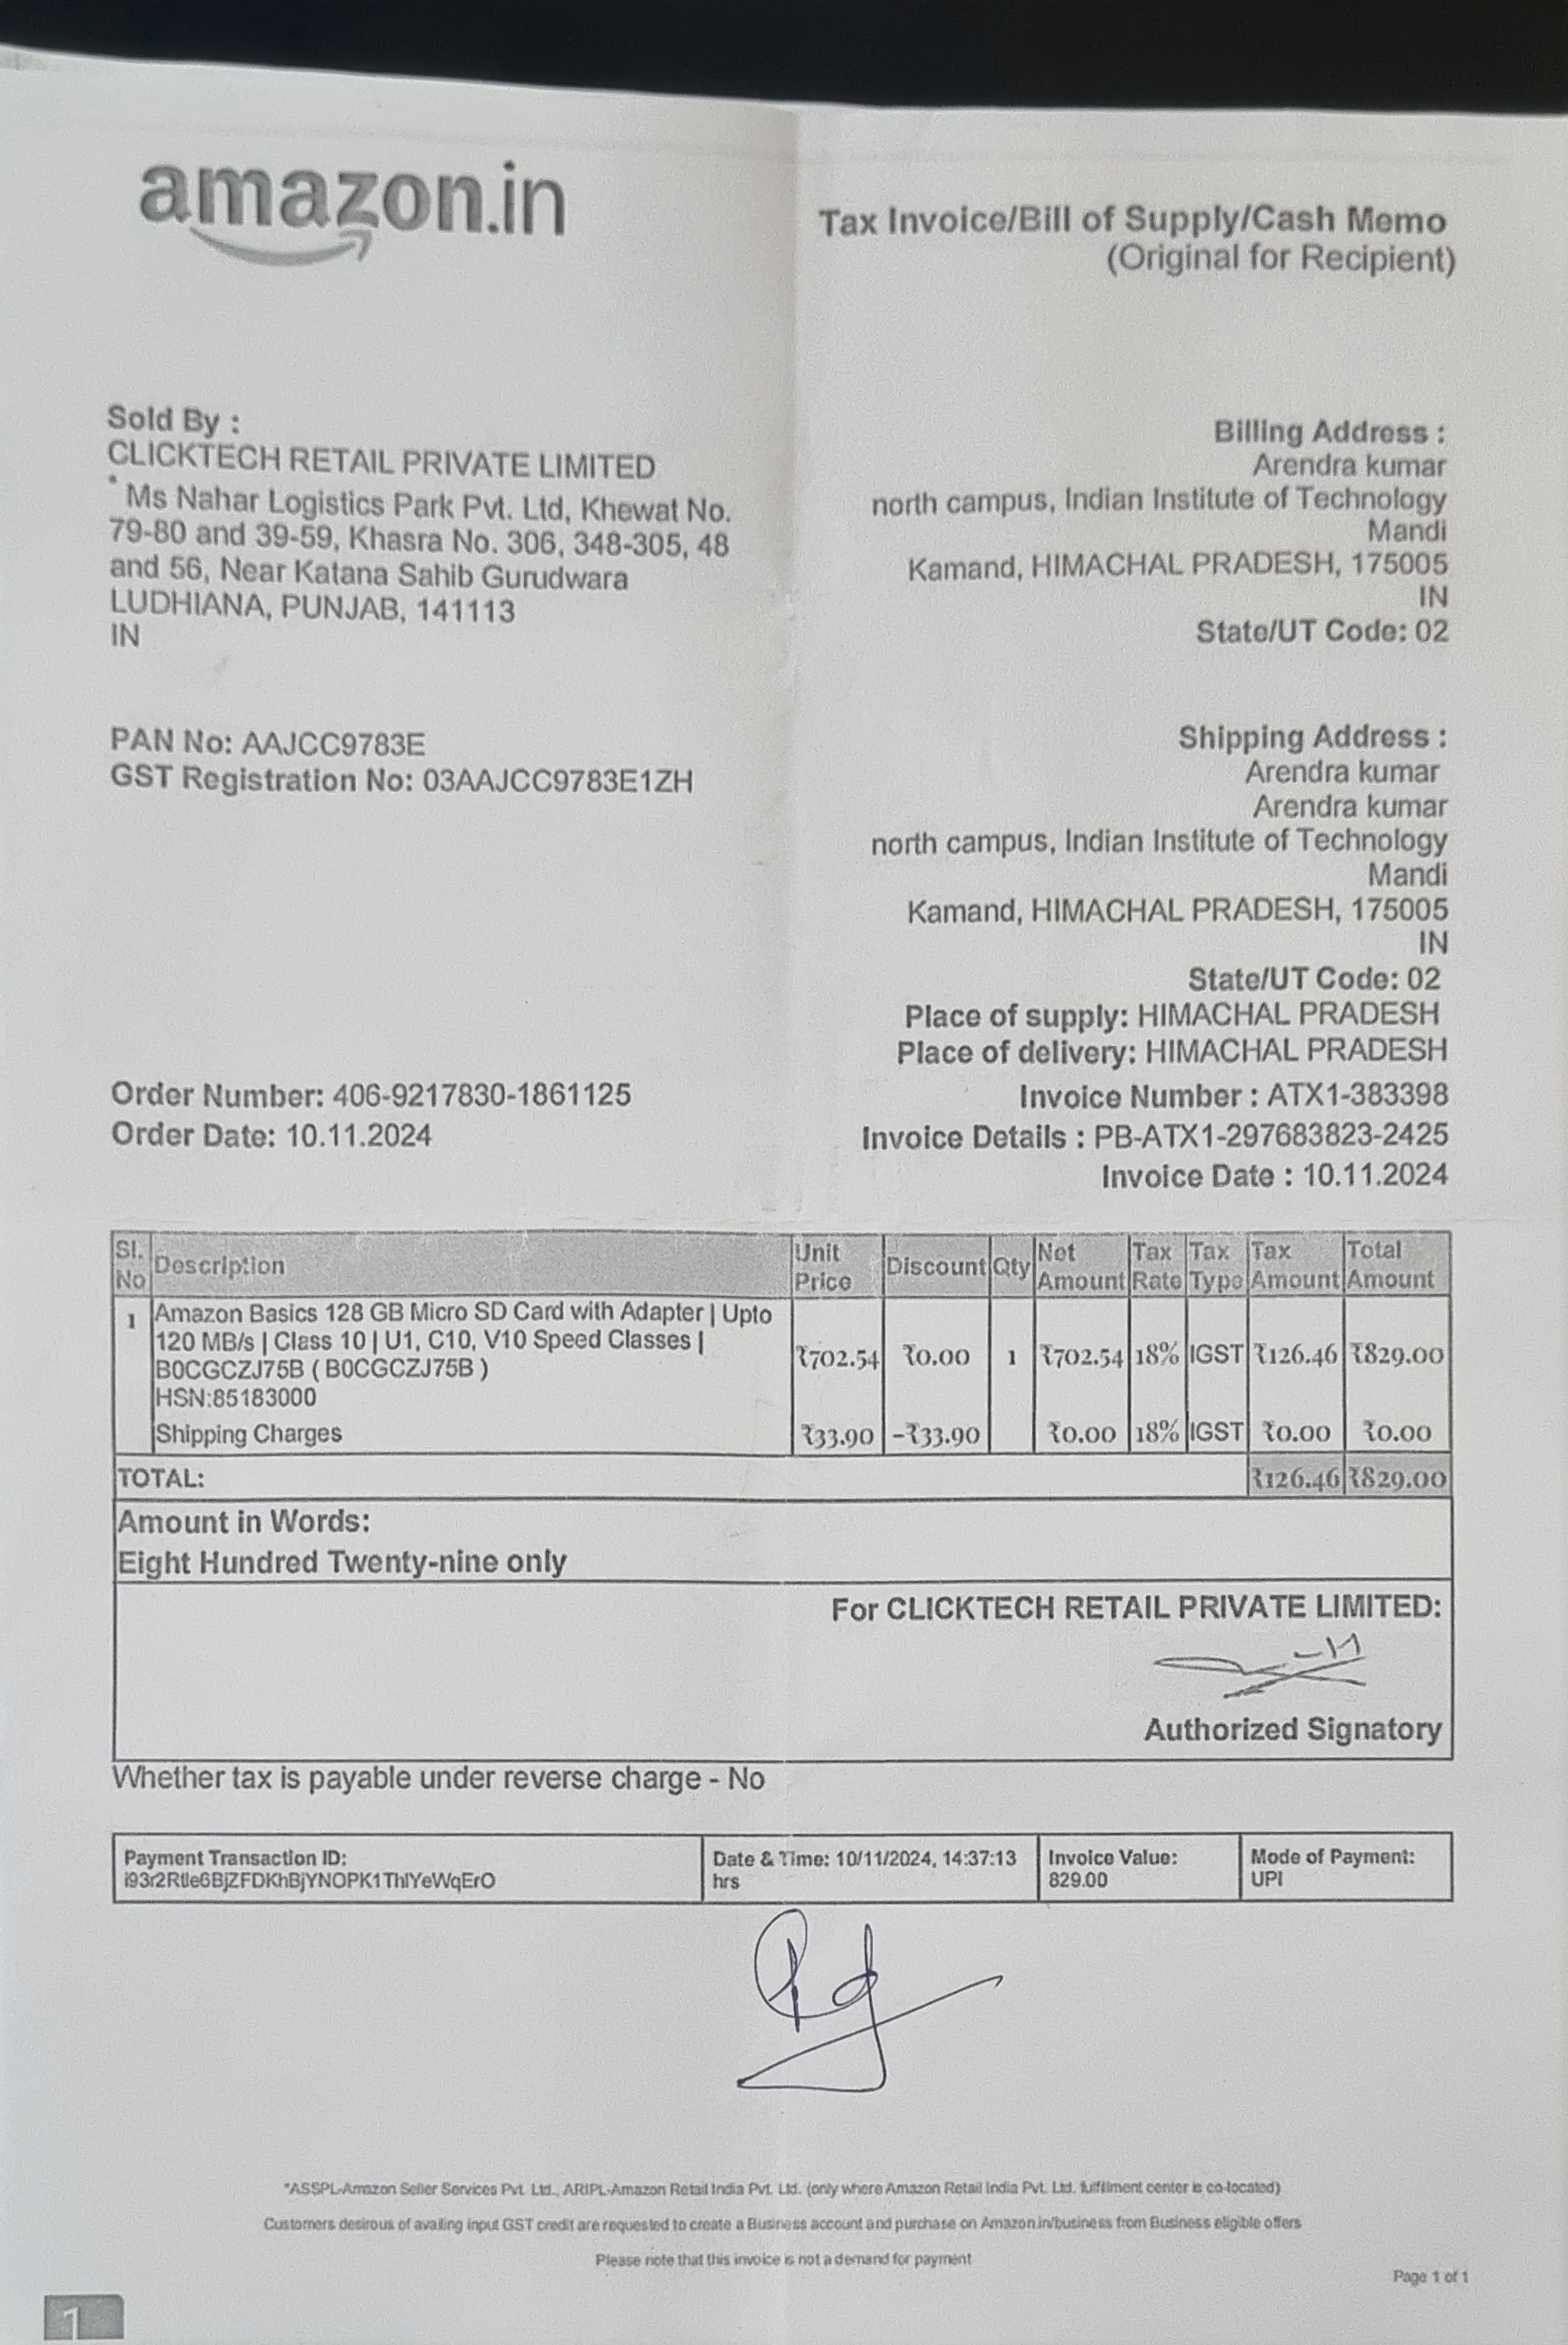 amazon.in
Tax Invoice/Bill of Supply/Cash Memo
(Original for Recipient)
Sold By :
CLICKTECH RETAIL PRIVATE LIMITED
* Ms Nahar Logistics Park Pvt. Ltd, Khewat No.
79-80 and 39-59, Khasra No. 306, 348-305, 48
and 56, Near Katana Sahib Gurudwara
LUDHIANA, PUNJAB, 141113
IN
PAN No: AAJCC9783E
GST Registration No: 03AAJCC9783E1ZH
Billing Address :
Arendra kumar
north campus, Indian Institute of Technology
Mandi
Kamand, HIMACHAL PRADESH, 175005
IN
State/UT Code: 02
Shipping Address :
Arendra kumar
Arendra kumar
north campus, Indian Institute of Technology
Mandi
Kamand, HIMACHAL PRADESH, 175005
IN
State/UT Code: 02
Place of supply: HIMACHAL PRADESH
Place of delivery: HIMACHAL PRADESH
Order Number: 406-9217830-1861125
Order Date: 10.11.2024
Invoice Number : ATX1-383398
Invoice Details : PB-ATX1-297683823-2425
Invoice Date : 10.11.2024
Sl. No Description Unit Price Discount Qty Net Amount Tax Rate Tax Type Tax Amount Total Amount
1 Amazon Basics 128 GB Micro SD Card with Adapter | Upto
120 MB/s | Class 10 | U1, C10, V10 Speed Classes |
B0CGCZJ75B ( B0CGCZJ75B )
HSN:85183000
₹702.54 ₹0.00 1 ₹702.54 18% IGST ₹126.46 ₹829.00
Shipping Charges ₹33.90 -₹33.90 ₹0.00 18% IGST ₹0.00 ₹0.00
TOTAL: ₹126.46 ₹829.00
Amount in Words:
Eight Hundred Twenty-nine only
For CLICKTECH RETAIL PRIVATE LIMITED:
Authorized Signatory
Whether tax is payable under reverse charge - No
Payment Transaction ID:
Date & Time: 10/11/2024, 14:37:13
hrs
Invoice Value:
829.00
Mode of Payment:
UPI
*ASSPL-Amazon Seller Services Pvt. Ltd., ARIPL-Amazon Retail India Pvt. Ltd. (only where Amazon Retail India Pvt. Ltd. fulfillment center is co-located)
Customers desirous of availing input GST credit are requested to create a Business account and purchase on Amazon.in/business from Business eligible offers
Please note that this invoice is not a demand for payment
Page 1 of 1
1